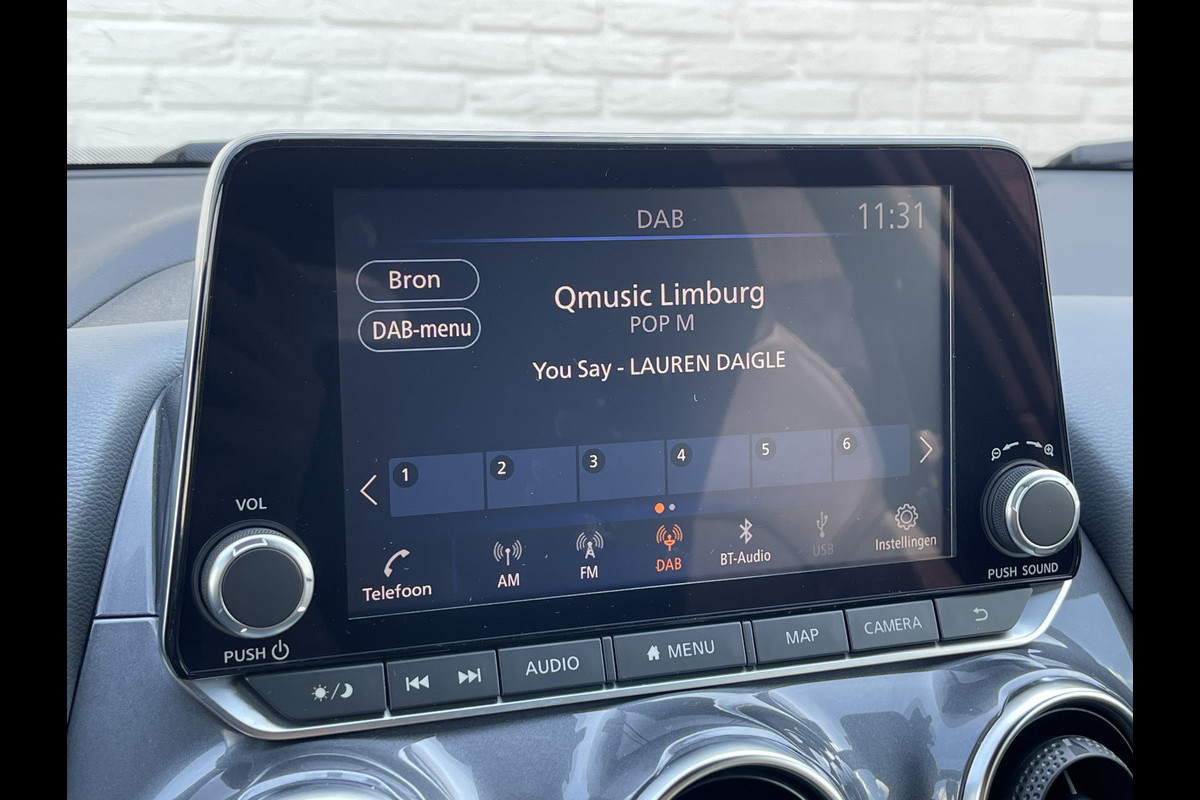 DAB
11:31
Bron
DAB-menu
Qmusic Limburg
POP M
You Say - LAUREN DAIGLE
1 2 3 4 5 6
Telefoon
AM
FM
DAB
BT-Audio
USB
Instellingen
VOL
PUSH
PUSH SOUND
AUDIO
MENU
MAP
CAMERA